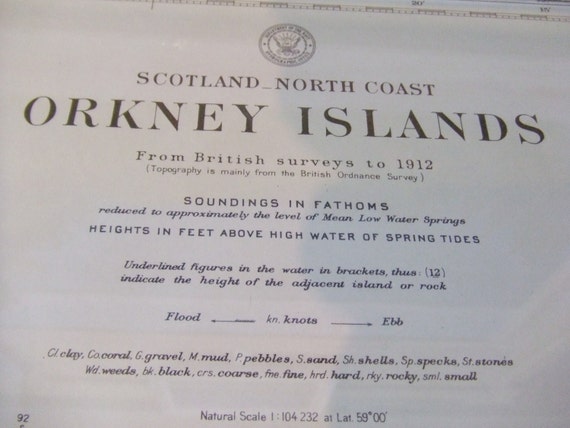 20'
SCOTLAND_NORTH COAST
ORKNEY ISLANDS
From British surveys to 1912
(Topography is mainly from the British Ordnance Survey)
SOUNDINGS IN FATHOMS
reduced to approximately the level of Mean Low Water Springs
HEIGHTS IN FEET ABOVE HIGH WATER OF SPRING TIDES
Underlined figures in the water in brackets, thus: (12)
indicate the height of the adjacent island or rock
Flood kn. knots Ebb
Cl. clay, Co. coral, G. gravel, M. mud, P. pebbles, S. sand, Sh. shells, Sp. specks, St. stones
Wd. weeds, bk. black, crs. coarse, fne. fine, hrd. hard, rky. rocky, sml. small
Natural Scale 1:104 232 at Lat. 59°00'
92